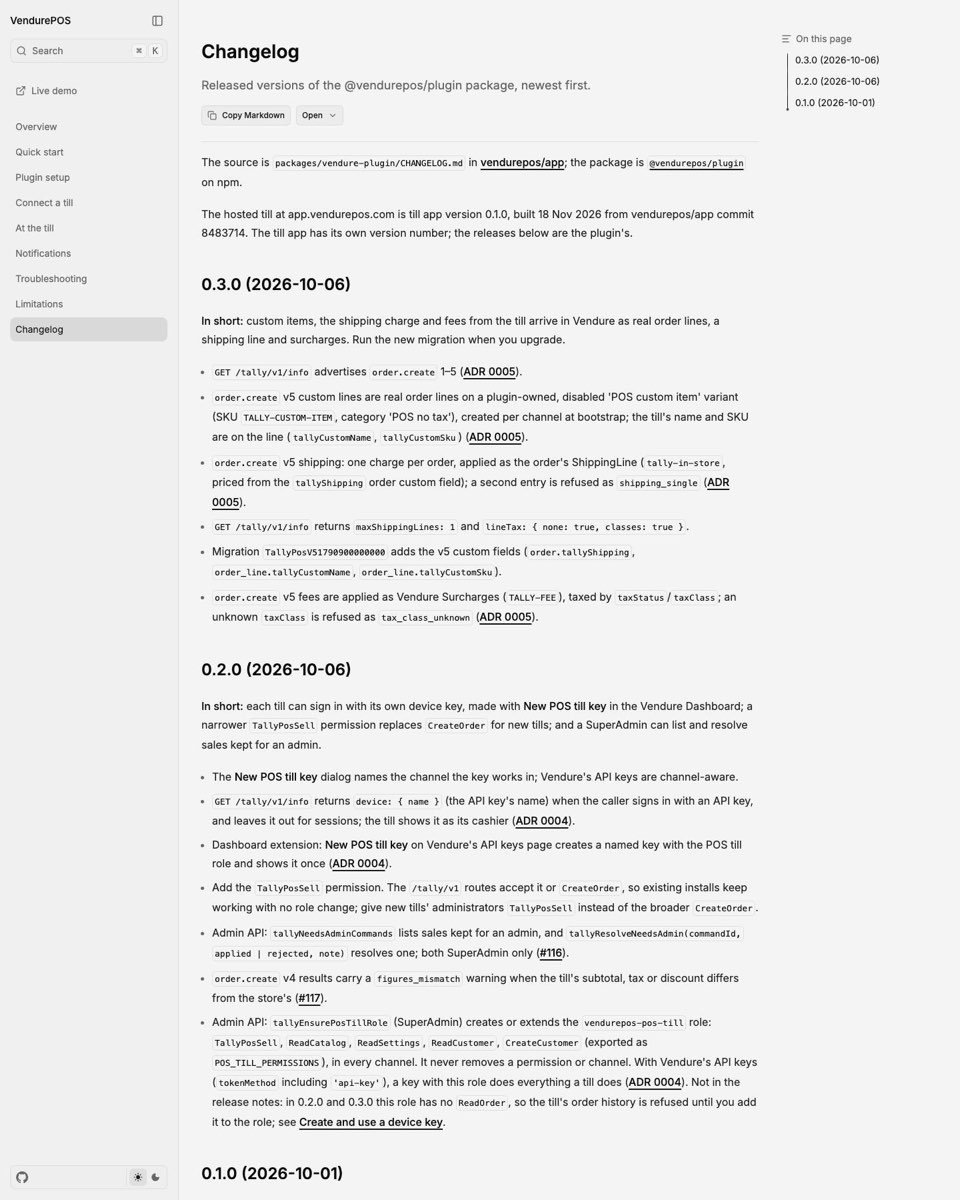 VendurePOS
Search
⌘ K
Live demo
Overview
Quick start
Plugin setup
Connect a till
At the till
Notifications
Troubleshooting
Limitations
Changelog
Changelog
Released versions of the @vendurepos/plugin package, newest first.
Copy Markdown
Open
The source is packages/vendure-plugin/CHANGELOG.md in vendurepos/app; the package is @vendurepos/plugin
on npm.
The hosted till at app.vendurepos.com is till app version 0.1.0, built 18 Nov 2026 from vendurepos/app commit
8483714. The till app has its own version number; the releases below are the plugin's.
0.3.0 (2026-10-06)
In short: custom items, the shipping charge and fees from the till arrive in Vendure as real order lines, a
shipping line and surcharges. Run the new migration when you upgrade.
• GET /tally/v1/info advertises order.create 1–5 (ADR 0005).
• order.create v5 custom lines are real order lines on a plugin-owned, disabled 'POS custom item' variant
(SKU TALLY-CUSTOM-ITEM, category 'POS no tax'), created per channel at bootstrap; the till's name and SKU
are on the line (tallyCustomName, tallyCustomSku) (ADR 0005).
• order.create v5 shipping: one charge per order, applied as the order's ShippingLine (tally-in-store,
priced from the tallyShipping order custom field); a second entry is refused as shipping_single (ADR
0005).
• GET /tally/v1/info returns maxShippingLines: 1 and lineTax: { none: true, classes: true }.
• Migration TallyPosV51790900000000 adds the v5 custom fields (order.tallyShipping,
order_line.tallyCustomName, order_line.tallyCustomSku).
• order.create v5 fees are applied as Vendure Surcharges (TALLY-FEE), taxed by taxStatus/taxClass; an
unknown taxClass is refused as tax_class_unknown (ADR 0005).
0.2.0 (2026-10-06)
In short: each till can sign in with its own device key, made with New POS till key in the Vendure Dashboard; a
narrower TallyPosSell permission replaces CreateOrder for new tills; and a SuperAdmin can list and resolve
sales kept for an admin.
• The New POS till key dialog names the channel the key works in; Vendure's API keys are channel-aware.
• GET /tally/v1/info returns device: { name } (the API key's name) when the caller signs in with an API key,
and leaves it out for sessions; the till shows it as its cashier (ADR 0004).
• Dashboard extension: New POS till key on Vendure's API keys page creates a named key with the POS till
role and shows it once (ADR 0004).
• Add the TallyPosSell permission. The /tally/v1 routes accept it or CreateOrder, so existing installs keep
working with no role change; give new tills' administrators TallyPosSell instead of the broader CreateOrder.
• Admin API: tallyNeedsAdminCommands lists sales kept for an admin, and tallyResolveNeedsAdmin(commandId,
applied | rejected, note) resolves one; both SuperAdmin only (#116).
• order.create v4 results carry a figures_mismatch warning when the till's subtotal, tax or discount differs
from the store's (#117).
• Admin API: tallyEnsurePosTillRole (SuperAdmin) creates or extends the vendurepos-pos-till role:
TallyPosSell, ReadCatalog, ReadSettings, ReadCustomer, CreateCustomer (exported as
POS_TILL_PERMISSIONS), in every channel. It never removes a permission or channel. With Vendure's API keys
(tokenMethod including 'api-key'), a key with this role does everything a till does (ADR 0004). Not in the
release notes: in 0.2.0 and 0.3.0 this role has no ReadOrder, so the till's order history is refused until you add
it to the role; see Create and use a device key.
0.1.0 (2026-10-01)
On this page
0.3.0 (2026-10-06)
0.2.0 (2026-10-06)
0.1.0 (2026-10-01)